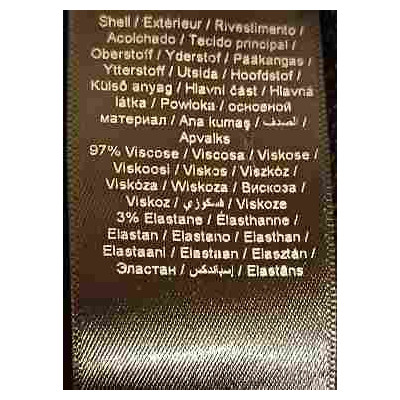 Shell / Extérieur / Rivestimento /
Acolchado / Tecido principal /
Oberstoff / Yderstof / Pääkangas /
Ytterstoff / Utsida / Hoofdstof /
Külső anyag / Hlavní část / Hlavná
látka / Powłoka / основной
материал / Ana kumaş / الصدف /
Apvalks
97% Viscose / Viscosa / Viskose /
Viskoosi / Viskos / Viszkóz /
Viskóza / Wiskoza / Вискоза /
Viskoz / فسكوزي / Viskoze
3% Elastane / Élasthanne /
Elastan / Elastano / Elasthan /
Elastaani / Elastaan / Elasztán /
Эластан / إسباندكس / Elastāns